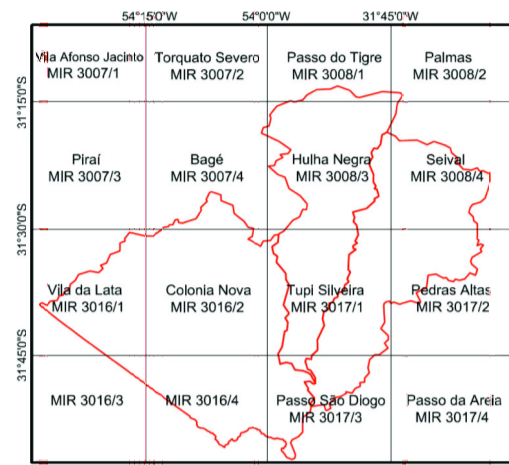 54°15'0"W 54°0'0"W 31°45'0"W
Vila Afonso Jacinto
MIR 3007/1
Torquato Severo
MIR 3007/2
Passo do Tigre
MIR 3008/1
Palmas
MIR 3008/2
31°15'0"S
Piraí
MIR 3007/3
Bagé
MIR 3007/4
Hulha Negra
MIR 3008/3
Seival
MIR 3008/4
31°30'0"S
Vila da Lata
MIR 3016/1
Colonia Nova
MIR 3016/2
Tupi Silveira
MIR 3017/1
Pedras Altas
MIR 3017/2
31°45'0"S
MIR 3016/3
MIR 3016/4
Passo São Diogo
MIR 3017/3
Passo da Areia
MIR 3017/4